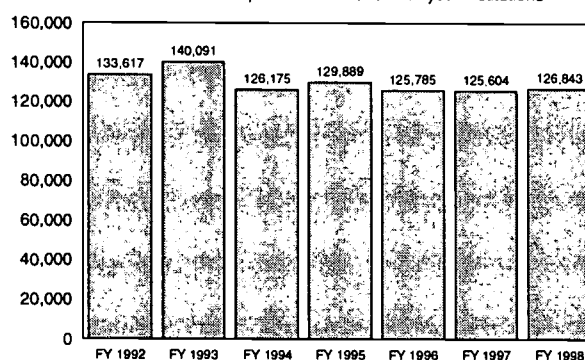 160,000
140,000
120,000
100,000
80,000
60,000
40,000
20,000
0
133,617
140,091
126,175
129,889
125,785
125,604
126,843
FY 1992
FY 1993
FY 1994
FY 1995
FY 1996
FY 1997
FY 1998